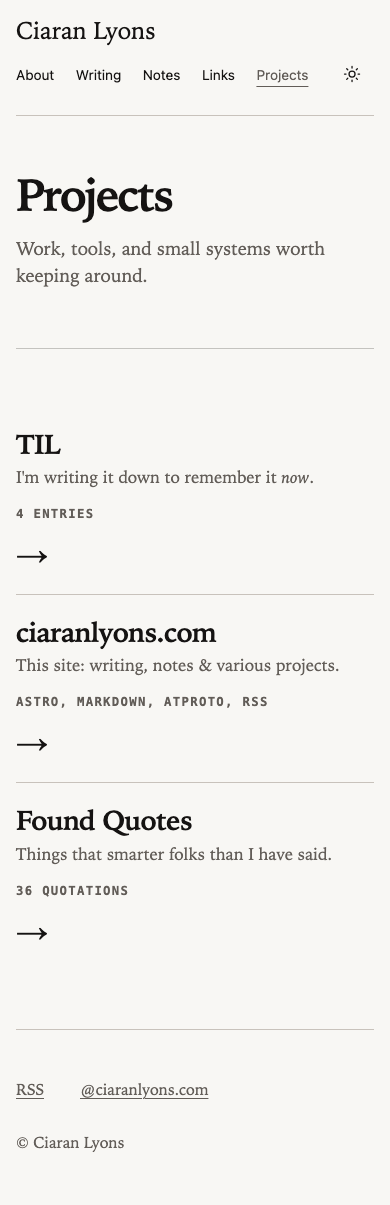 Ciaran Lyons
About Writing Notes Links Projects
Projects
Work, tools, and small systems worth
keeping around.
TIL
I'm writing it down to remember it now.
4 ENTRIES
→
ciaranlyons.com
This site: writing, notes & various projects.
ASTRO, MARKDOWN, ATPROTO, RSS
→
Found Quotes
Things that smarter folks than I have said.
36 QUOTATIONS
→
RSS @ciaranlyons.com
© Ciaran Lyons